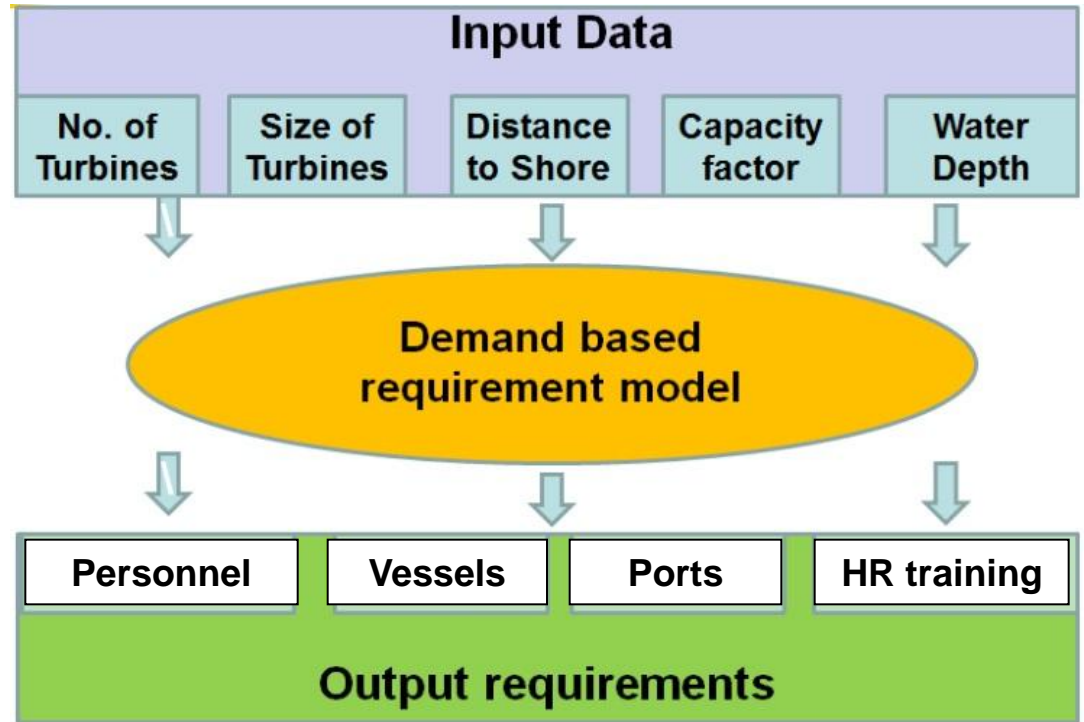 Input Data
No. of
Turbines
Size of
Turbines
Distance
to Shore
Capacity
factor
Water
Depth
Demand based
requirement model
Personnel
Vessels
Ports
HR training
Output requirements